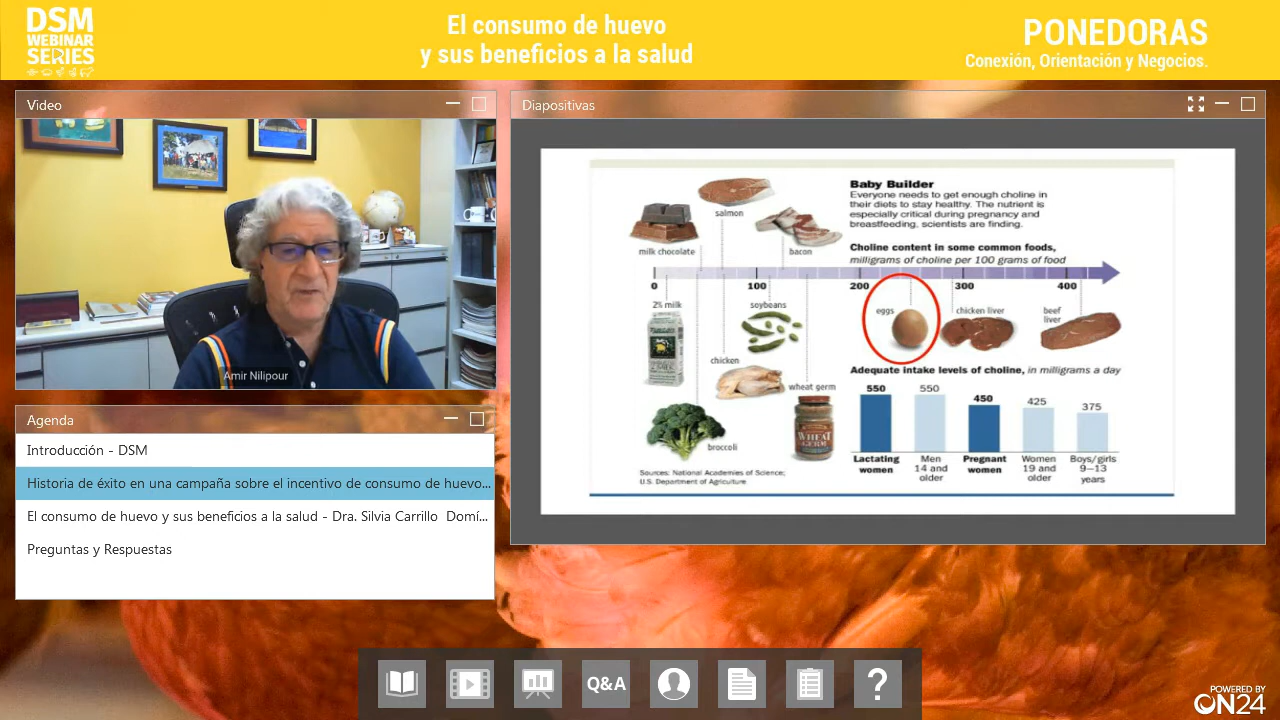 DSM
WEBINAR
SERIES
El consumo de huevo
y sus beneficios a la salud
PONEDORAS
Conexión, Orientación y Negocios.
Video
Amir Nilipour
Agenda
Introducción - DSM
Historia de éxito en una campaña sobre el incentivo de consumo de huevo...
El consumo de huevo y sus beneficios a la salud - Dra. Silvia Carrillo Domí...
Preguntas y Respuestas
Diapositivas
Baby Builder
Everyone needs to get enough choline in
their diets to stay healthy. The nutrient is
especially critical during pregnancy and
breastfeeding, scientists are finding.
Choline content in some common foods,
milligrams of choline per 100 grams of food
salmon
milk chocolate
bacon
0 100 200 300 400
2% milk
soybeans
eggs
chicken liver
beef
liver
chicken
wheat germ
2% MILK
WHEAT
GERM
broccoli
Adequate intake levels of choline, in milligrams a day
550 550 450 425 375
Lactating
women
Men
14 and
older
Pregnant
women
Women
19 and
older
Boys/girls
9–13
years
Sources: National Academies of Science;
U.S. Department of Agriculture
Q&A
?
POWERED BY
ON24